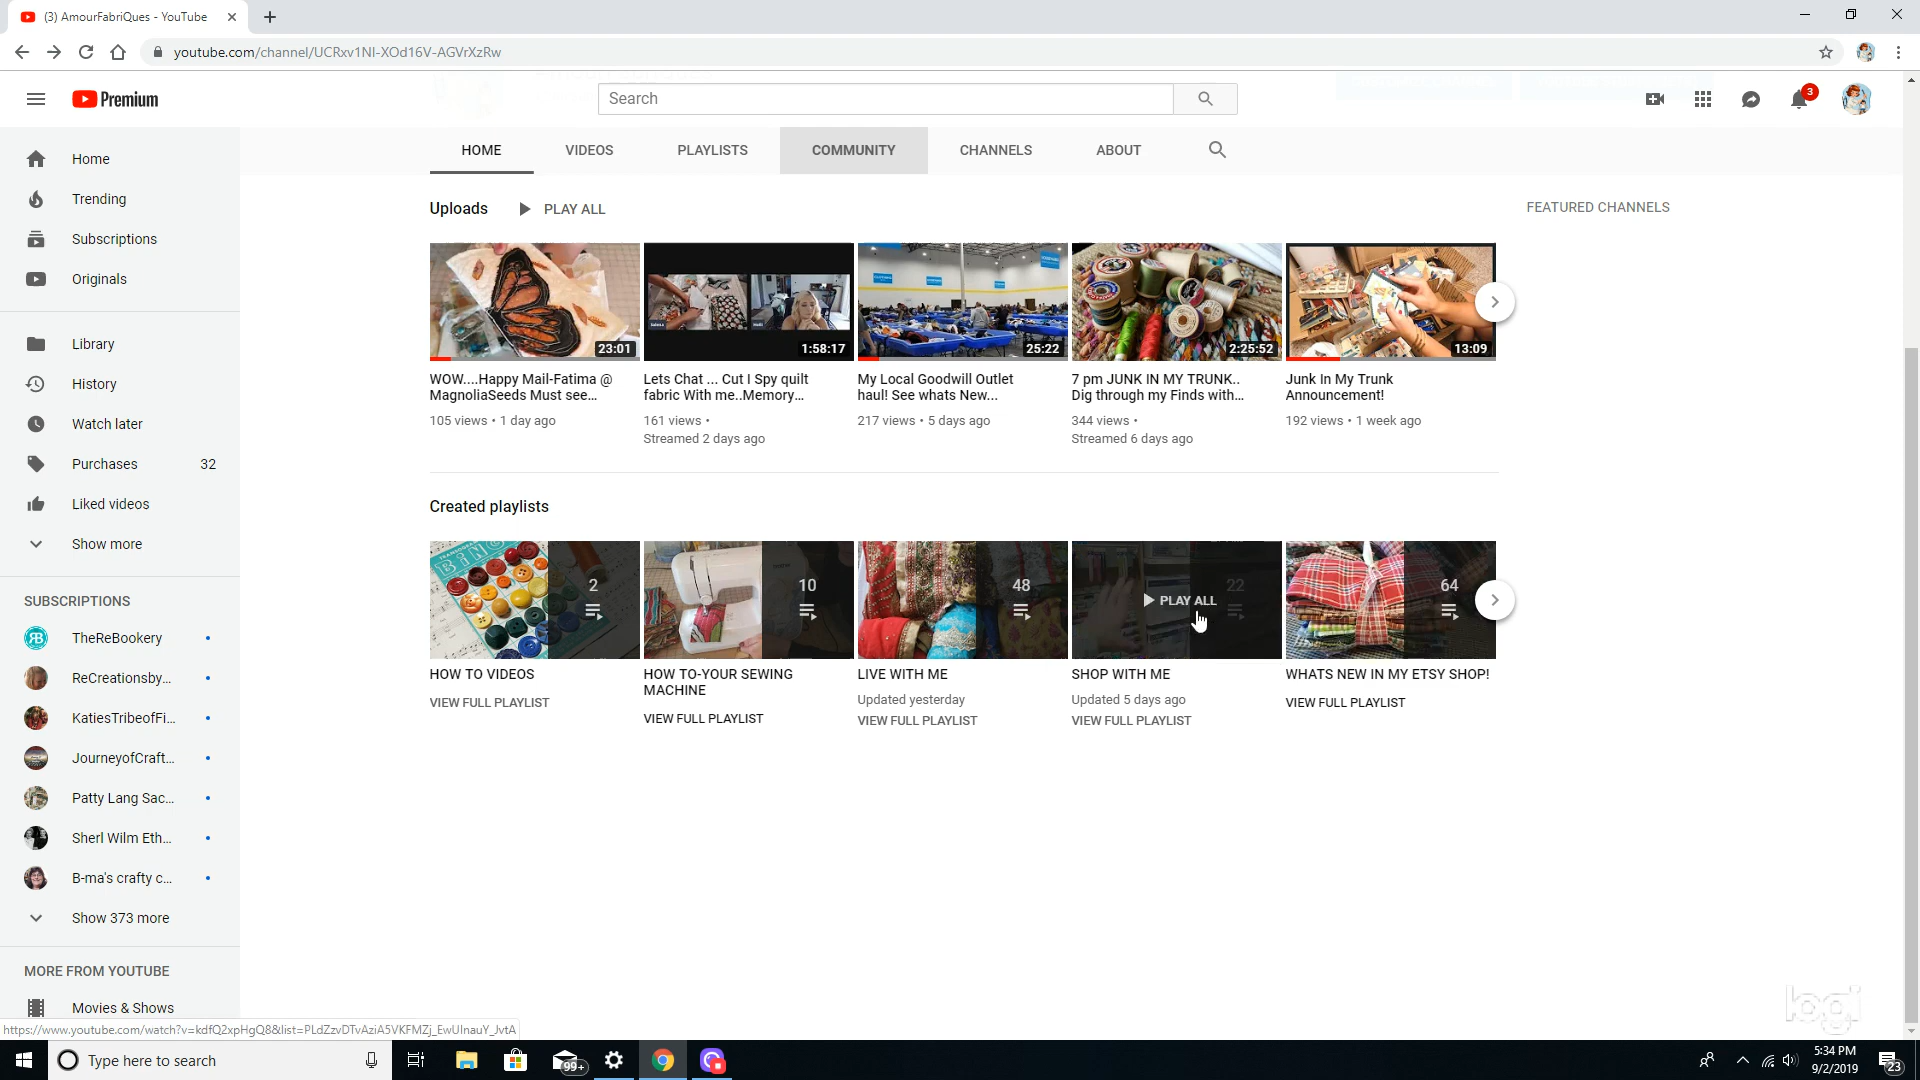 (3) AmourFabriQues - YouTube
youtube.com/channel/UCRxv1NI-XOd16V-AGVrXzRw
Premium
Search
3
HOME
VIDEOS
PLAYLISTS
COMMUNITY
CHANNELS
ABOUT
Home
Trending
Subscriptions
Originals
Library
History
Watch later
Purchases 32
Liked videos
Show more
SUBSCRIPTIONS
TheReBookery
ReCreationsby...
KatiesTribeofFi...
JourneyofCraft...
Patty Lang Sac...
Sherl Wilm Eth...
B-ma's crafty c...
Show 373 more
MORE FROM YOUTUBE
Movies & Shows
Uploads
PLAY ALL
FEATURED CHANNELS
23:01
WOW....Happy Mail-Fatima @
MagnoliaSeeds Must see...
105 views • 1 day ago
1:58:17
Lets Chat ... Cut I Spy quilt
fabric With me..Memory...
161 views •
Streamed 2 days ago
25:22
My Local Goodwill Outlet
haul! See whats New...
217 views • 5 days ago
2:25:52
7 pm JUNK IN MY TRUNK..
Dig through my Finds with...
344 views •
Streamed 6 days ago
13:09
Junk In My Trunk
Announcement!
192 views • 1 week ago
Created playlists
BING
2
HOW TO VIDEOS
VIEW FULL PLAYLIST
10
HOW TO-YOUR SEWING
MACHINE
VIEW FULL PLAYLIST
48
LIVE WITH ME
Updated yesterday
VIEW FULL PLAYLIST
22
PLAY ALL
SHOP WITH ME
Updated 5 days ago
VIEW FULL PLAYLIST
64
WHATS NEW IN MY ETSY SHOP!
VIEW FULL PLAYLIST
logi
https://www.youtube.com/watch?v=kdfQ2xpHgQ8&list=PLdZzvDTvAziA5VKFMZj_EwUInauY_JvtA
Type here to search
99+
5:34 PM
9/2/2019
23